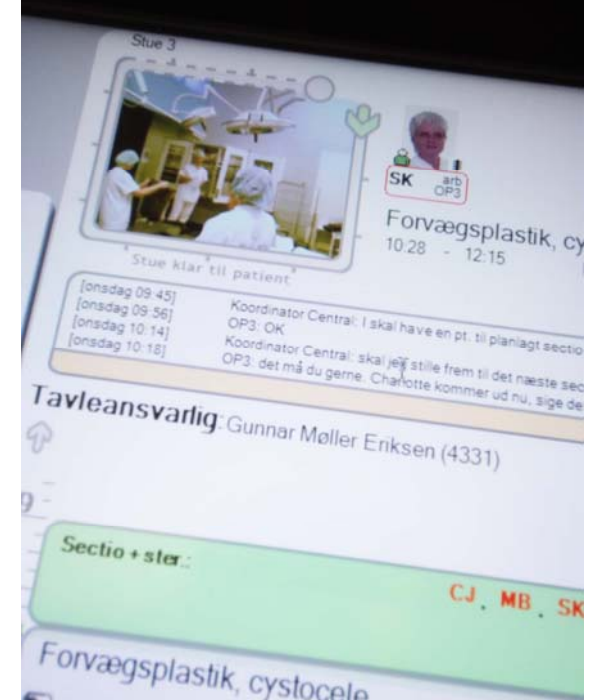 Stue 3
SK arb
OP3
Forvægsplastik, cy
10:28 - 12:15
Stue klar til patient
[onsdag 09:45] Koordinator Central: I skal have en pt. til planlagt sectio
[onsdag 09:56] OP3: OK
[onsdag 10:14] Koordinator Central: skal jeg stille frem til det næste sec
[onsdag 10:18] OP3: det må du gerne. Charlotte kommer ud nu, sige de
Tavleansvarlig: Gunnar Møller Eriksen (4331)
9
Sectio + ster.:
CJ, MB, SK
Forvægsplastik, cystocele